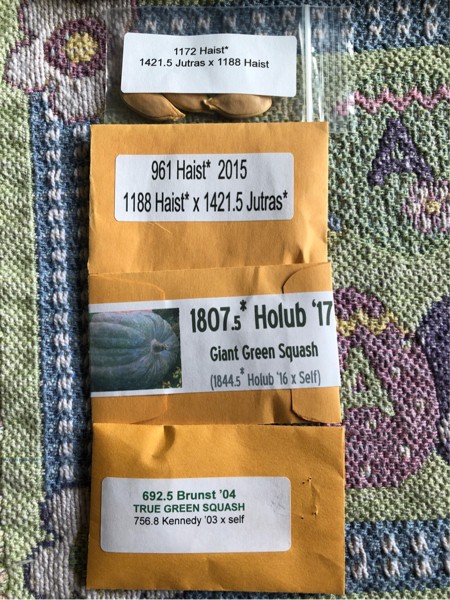 1172 Haist*
1421.5 Jutras x 1188 Haist
961 Haist* 2015
1188 Haist* x 1421.5 Jutras*
1807.5* Holub '17
Giant Green Squash
(1844.5* Holub '16 x Self)
692.5 Brunst '04
TRUE GREEN SQUASH
756.8 Kennedy '03 x self
A
A